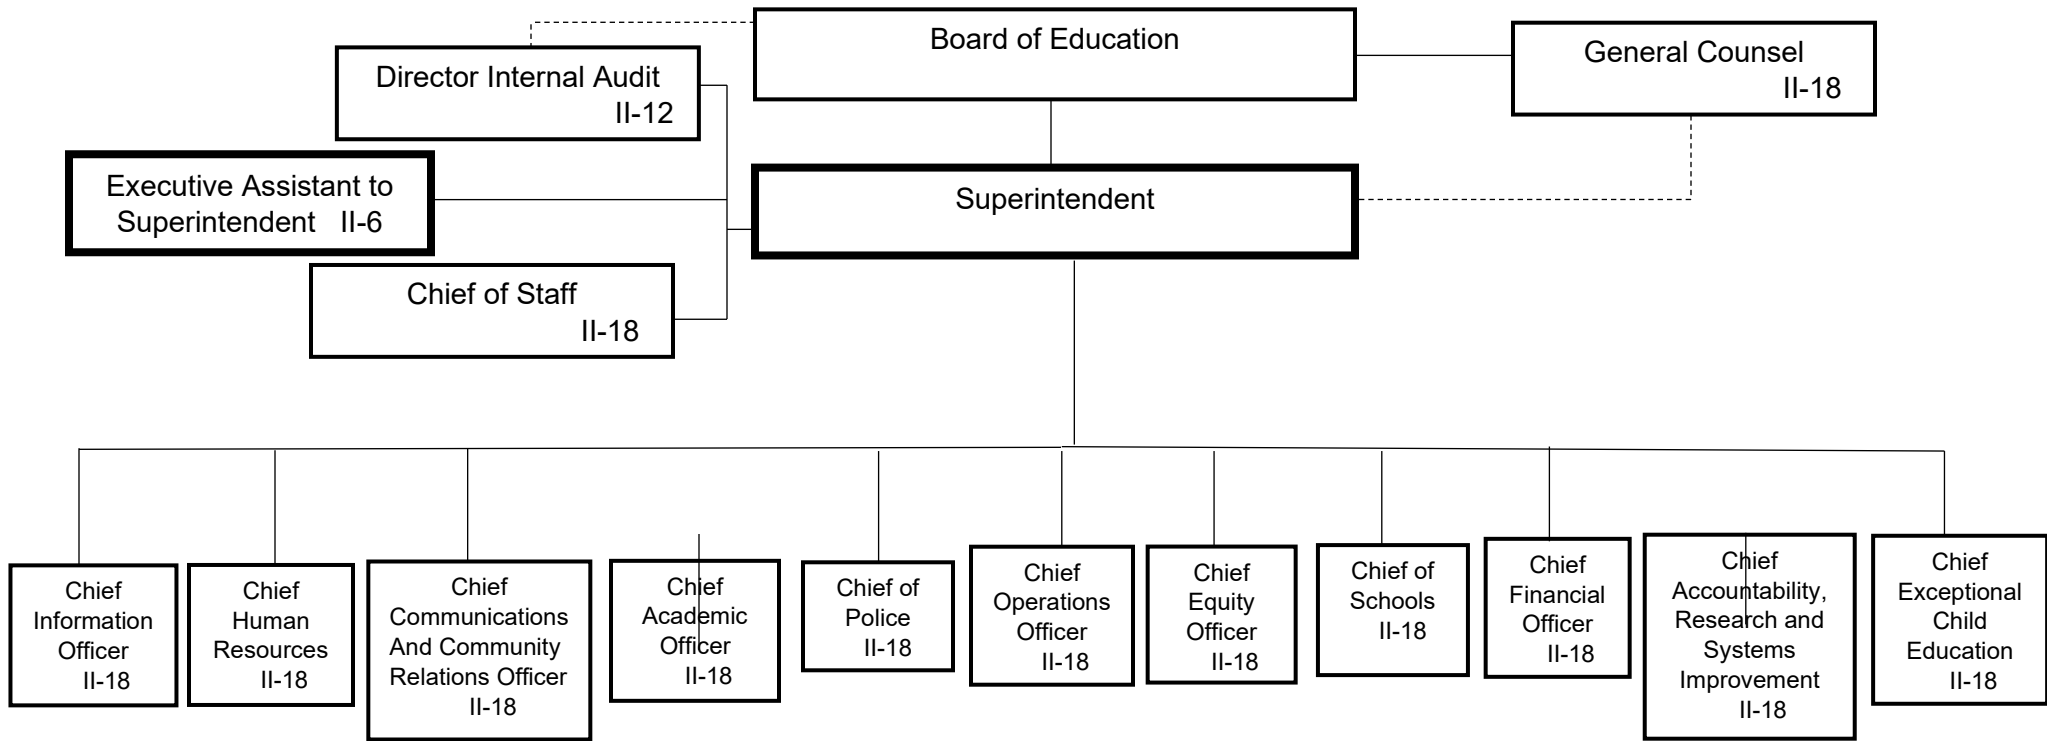 Board of Education
General Counsel
II-18
Director Internal Audit
II-12
Executive Assistant to
Superintendent II-6
Superintendent
Chief of Staff
II-18
Chief
Information
Officer
II-18
Chief
Human
Resources
II-18
Chief
Communications
And Community
Relations Officer
II-18
Chief
Academic
Officer
II-18
Chief of
Police
II-18
Chief
Operations
Officer
II-18
Chief
Equity
Officer
II-18
Chief of
Schools
II-18
Chief
Financial
Officer
II-18
Chief
Accountability,
Research and
Systems
Improvement
II-18
Chief
Exceptional
Child
Education
II-18